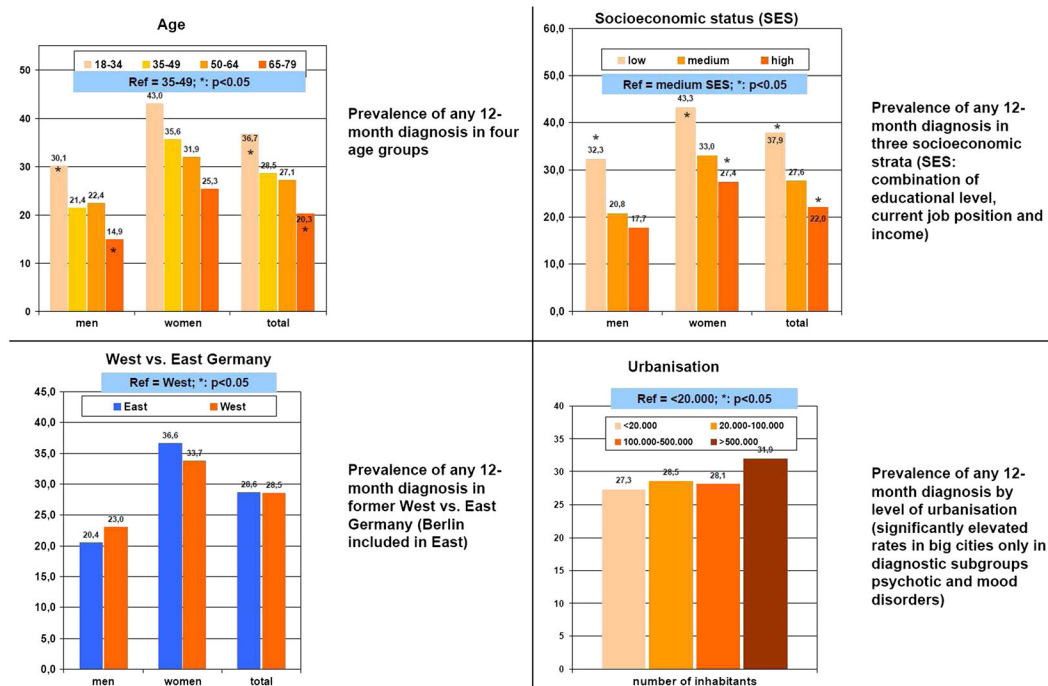 Age
18-34 35-49 50-64 65-79
Ref = 35-49; *: p<0.05
50
40
30
20
10
0
30,1
*
21,4
22,4
14,9
*
43,0
35,6
31,9
25,3
36,7
*
28,5
27,1
20,3
*
men women total
Prevalence of any 12-
month diagnosis in four
age groups
Socioeconomic status (SES)
low medium high
Ref = medium SES; *: p<0.05
60,0
50,0
40,0
30,0
20,0
10,0
0,0
*
32,3
20,8
17,7
43,3
*
33,0
*
27,4
*
37,9
27,6
*
22,0
men women total
Prevalence of any 12-
month diagnosis in
three socioeconomic
strata (SES:
combination of
educational level,
current job position and
income)
West vs. East Germany
Ref = West; *: p<0.05
East West
45,0
40,0
35,0
30,0
25,0
20,0
15,0
10,0
5,0
0,0
20,4
23,0
36,6
33,7
28,6
28,5
men women total
Prevalence of any 12-
month diagnosis in
former West vs. East
Germany (Berlin
included in East)
Urbanisation
Ref = <20.000; *: p<0.05
<20.000 20.000-100.000
100.000-500.000 >500.000
40
35
30
25
20
15
10
5
0
27,3
28,5
28,1
31,9
number of inhabitants
Prevalence of any 12-
month diagnosis by
level of urbanisation
(significantly elevated
rates in big cities only in
diagnostic subgroups
psychotic and mood
disorders)